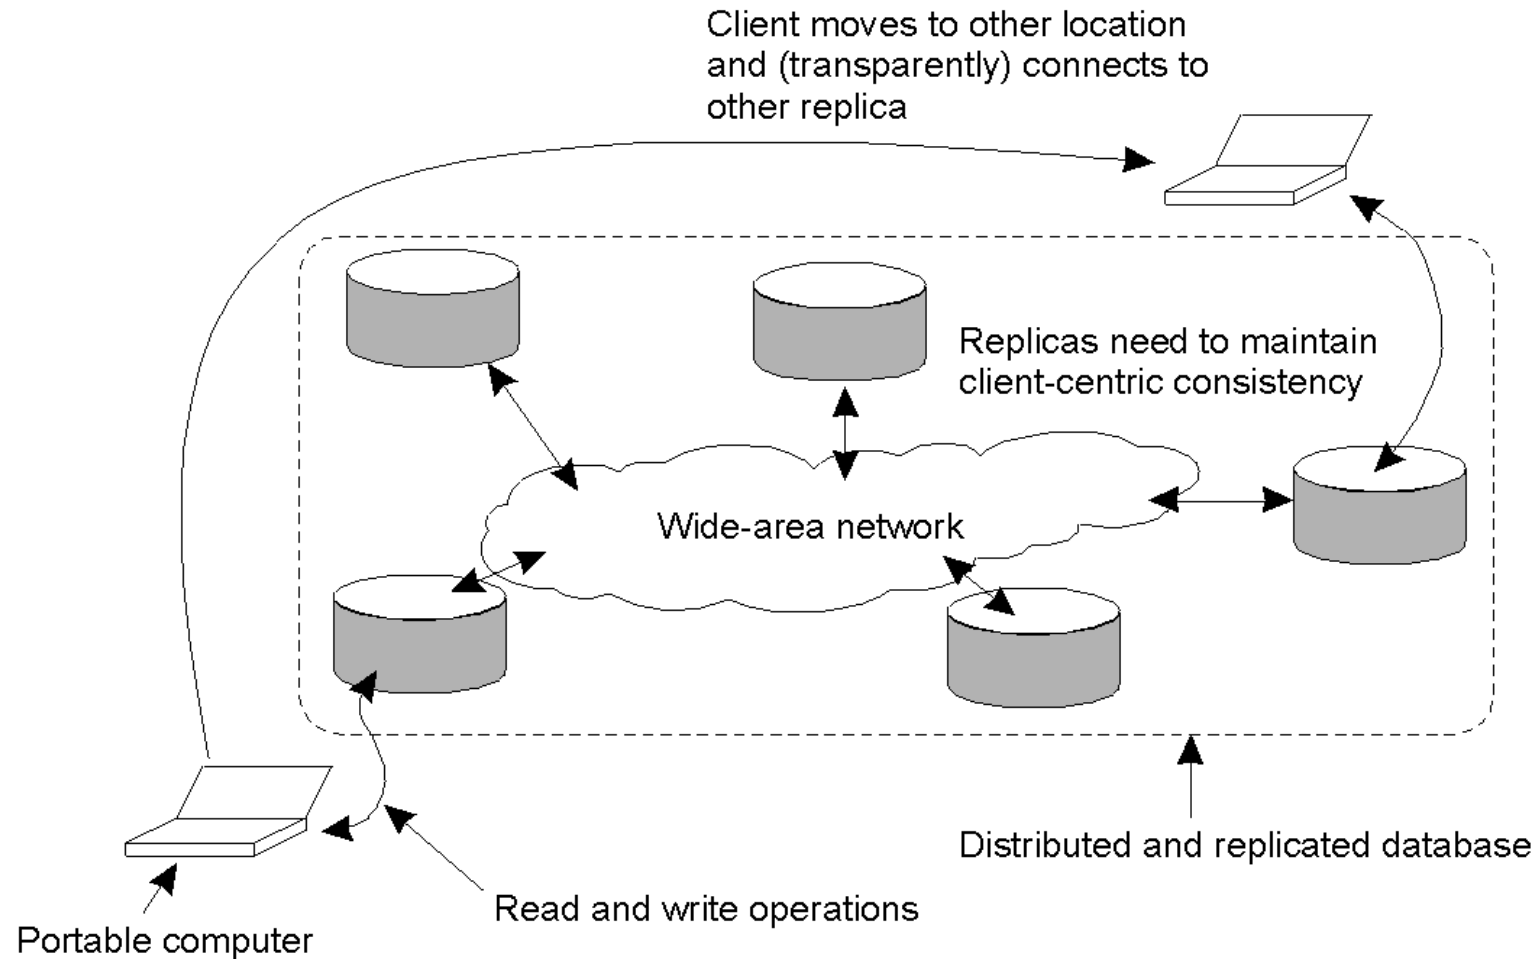 Client moves to other location
and (transparently) connects to
other replica
Replicas need to maintain
client-centric consistency
Wide-area network
Distributed and replicated database
Read and write operations
Portable computer